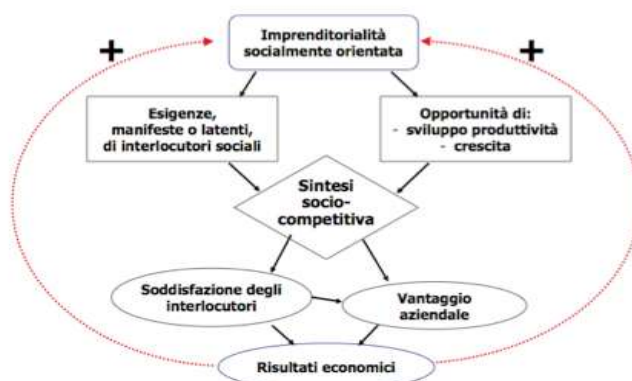 +
+
Imprenditorialità
socialmente orientata
Esigenze,
manifeste o latenti,
di interlocutori sociali
Opportunità di:
- sviluppo produttività
- crescita
Sintesi
socio-
competitiva
Soddisfazione degli
interlocutori
Vantaggio
aziendale
Risultati economici